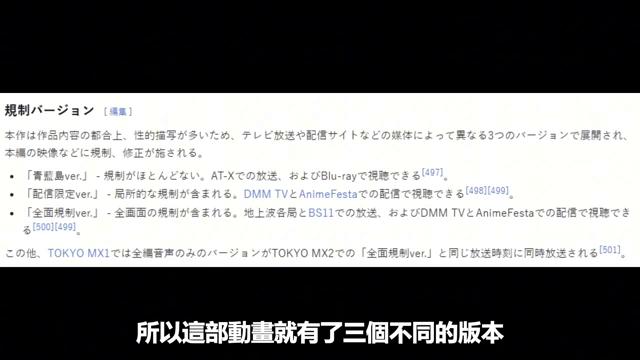 規制バージョン [編集]
本作は作品内容の都合上、性的描写が多いため、テレビ放送や配信サイトなどの媒体によって異なる3つのバージョンで展開され、
本編の映像などに規制、修正が施される。
• 「青藍島ver.」 - 規制がほとんどない。AT-Xでの放送、およびBlu-rayで視聴できる[497]。
• 「配信限定ver.」 - 局所的な規制が含まれる。DMM TVとAnimeFestaでの配信で視聴できる[498][499]。
• 「全面規制ver.」 - 全画面の規制が含まれる。地上波各局とBS11での放送、およびDMM TVとAnimeFestaでの配信で視聴でき
る[500][499]。
この他、TOKYO MX1では全編音声のみのバージョンがTOKYO MX2での「全面規制ver.」と同じ放送時刻に同時放送される[501]。
所以這部動畫就有了三個不同的版本